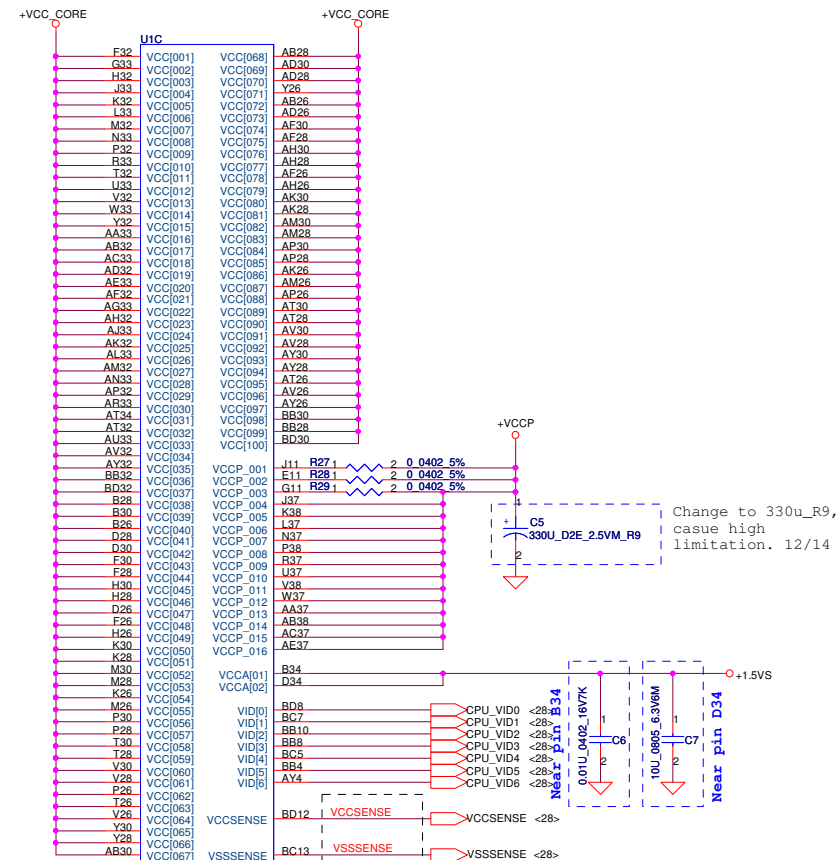 +VCC_CORE +VCC_CORE
U1C
F32 VCC[001] VCC[068] AB28
G33 VCC[002] VCC[069] AD30
H32 VCC[003] VCC[070] AD28
J33 VCC[004] VCC[071] Y26
K32 VCC[005] VCC[072] AB26
L33 VCC[006] VCC[073] AD26
M32 VCC[007] VCC[074] AF30
N33 VCC[008] VCC[075] AF28
P32 VCC[009] VCC[076] AH30
R33 VCC[010] VCC[077] AH28
T32 VCC[011] VCC[078] AF26
U33 VCC[012] VCC[079] AH26
V32 VCC[013] VCC[080] AK30
W33 VCC[014] VCC[081] AK28
Y32 VCC[015] VCC[082] AM30
AA33 VCC[016] VCC[083] AM28
AB32 VCC[017] VCC[084] AP30
AC33 VCC[018] VCC[085] AP28
AD32 VCC[019] VCC[086] AK26
AE33 VCC[020] VCC[087] AM26
AF32 VCC[021] VCC[088] AP26
AG33 VCC[022] VCC[089] AT30
AH32 VCC[023] VCC[090] AT28
AJ33 VCC[024] VCC[091] AV30
AK32 VCC[025] VCC[092] AV28
AL33 VCC[026] VCC[093] AY30
AM32 VCC[027] VCC[094] AY28
AN33 VCC[028] VCC[095] AT26
AP32 VCC[029] VCC[096] AV26
AR33 VCC[030] VCC[097] AY26
AT34 VCC[031] VCC[098] BB30
AT32 VCC[032] VCC[099] BB28
AU33 VCC[033] VCC[100] BD30
AV32 VCC[034]
+VCCP
AY32 VCC[035] VCCP_001 J11 R27 1 2 0_0402_5%
BB32 VCC[036] VCCP_002 E11 R28 1 2 0_0402_5%
BD32 VCC[037] VCCP_003 G11 R29 1 2 0_0402_5%
B28 VCC[038] VCCP_004 J37
B30 VCC[039] VCCP_005 K38
B26 VCC[040] VCCP_006 L37
D28 VCC[041] VCCP_007 N37
D30 VCC[042] VCCP_008 P38
F30 VCC[043] VCCP_009 R37
F28 VCC[044] VCCP_010 U37
H30 VCC[045] VCCP_011 V38
H28 VCC[046] VCCP_012 W37
D26 VCC[047] VCCP_013 AA37
F26 VCC[048] VCCP_014 AB38
H26 VCC[049] VCCP_015 AC37
K30 VCC[050] VCCP_016 AE37
1
+ C5
330U_D2E_2.5VM_R9
2
Change to 330u_R9,
casue high
limitation. 12/14
K28 VCC[051]
M30 VCC[052] VCCA[01] B34
M28 VCC[053] VCCA[02] D34
+1.5VS
K26 VCC[054]
M26 VCC[055] VID[0] BD8 CPU_VID0 <28>
P30 VCC[056] VID[1] BC7 CPU_VID1 <28>
P28 VCC[057] VID[2] BB10 CPU_VID2 <28>
T30 VCC[058] VID[3] BB8 CPU_VID3 <28>
T28 VCC[059] VID[4] BC5 CPU_VID4 <28>
V30 VCC[060] VID[5] BB4 CPU_VID5 <28>
V28 VCC[061] VID[6] AY4 CPU_VID6 <28>
Near pin B34
0.01U_0402_16V7K
1
C6
2
10U_0805_6.3V6M
1
C7
2
Near pin D34
P26 VCC[062]
T26 VCC[063]
V26 VCC[064] VCCSENSE BD12 VCCSENSE VCCSENSE <28>
Y30 VCC[065]
Y28 VCC[066]
AB30 VCC[067] VSSSENSE BC13 VSSSENSE VSSSENSE <28>